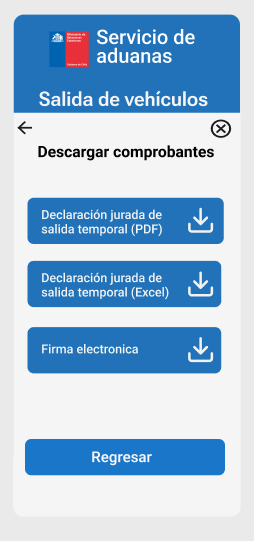 Servicio de
aduanas
Salida de vehículos
Descargar comprobantes
Declaración jurada de
salida temporal (PDF)
Declaración jurada de
salida temporal (Excel)
Firma electronica
Regresar